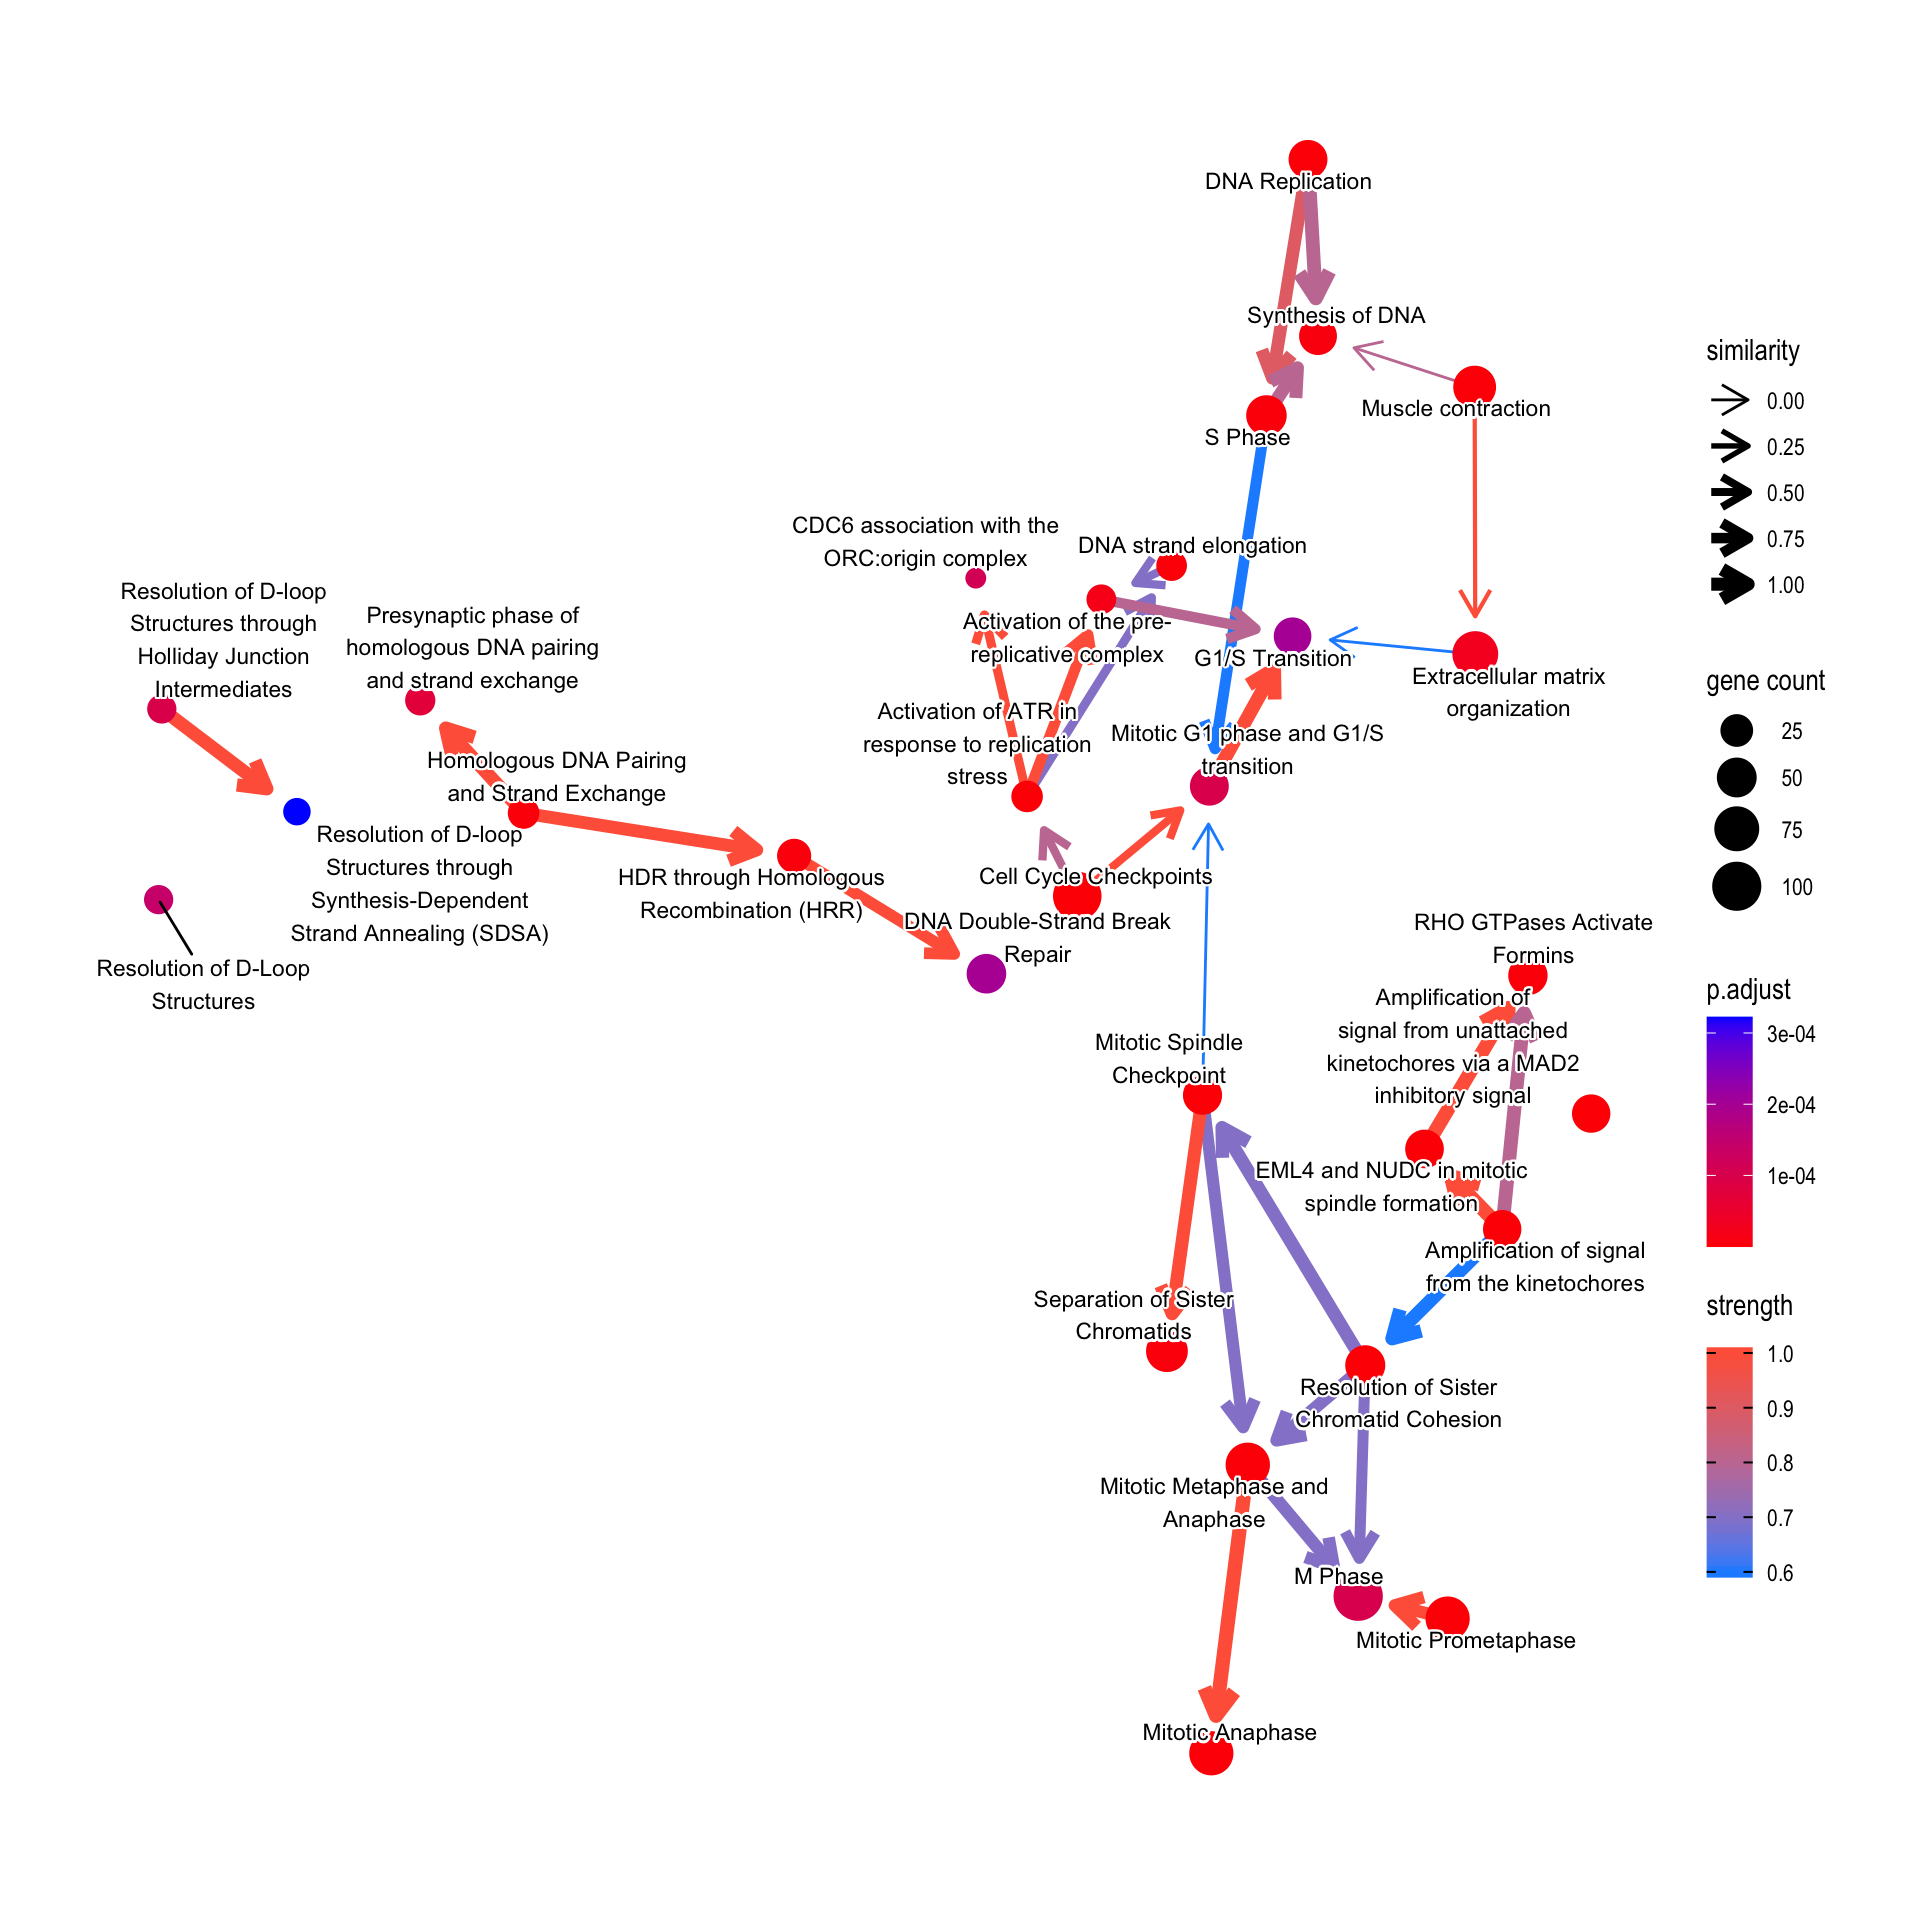 DNA Replication
Synthesis of DNA
Muscle contraction
S Phase
CDC6 association with the
ORC:origin complex
DNA strand elongation
Activation of the pre-
replicative complex
G1/S Transition
Extracellular matrix
organization
Resolution of D-loop
Structures through
Holliday Junction
Intermediates
Presynaptic phase of
homologous DNA pairing
and strand exchange
Activation of ATR in
response to replication
stress
Mitotic G1 phase and G1/S
transition
Homologous DNA Pairing
and Strand Exchange
Resolution of D-loop
Structures through
Synthesis-Dependent
Strand Annealing (SDSA)
HDR through Homologous
Recombination (HRR)
Cell Cycle Checkpoints
DNA Double-Strand Break
Repair
Resolution of D-Loop
Structures
RHO GTPases Activate
Formins
Amplification of
signal from unattached
kinetochores via a MAD2
inhibitory signal
Mitotic Spindle
Checkpoint
EML4 and NUDC in mitotic
spindle formation
Amplification of signal
from the kinetochores
Separation of Sister
Chromatids
Resolution of Sister
Chromatid Cohesion
Mitotic Metaphase and
Anaphase
M Phase
Mitotic Prometaphase
Mitotic Anaphase
similarity
0.00
0.25
0.50
0.75
1.00
gene count
25
50
75
100
p.adjust
3e-04
2e-04
1e-04
strength
1.0
0.9
0.8
0.7
0.6